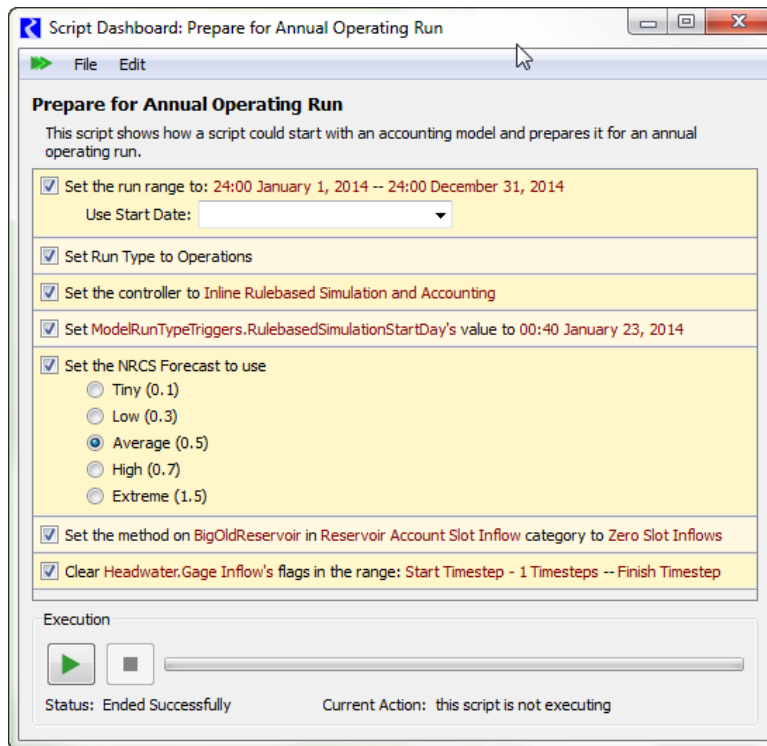 Script Dashboard: Prepare for Annual Operating Run
File Edit
Prepare for Annual Operating Run
This script shows how a script could start with an accounting model and prepares it for an annual
operating run.
Set the run range to: 24:00 January 1, 2014 -- 24:00 December 31, 2014
Use Start Date:
Set Run Type to Operations
Set the controller to Inline Rulebased Simulation and Accounting
Set ModelRunTypeTriggers.RulebasedSimulationStartDay's value to 00:40 January 23, 2014
Set the NRCS Forecast to use
Tiny (0.1)
Low (0.3)
Average (0.5)
High (0.7)
Extreme (1.5)
Set the method on BigOldReservoir in Reservoir Account Slot Inflow category to Zero Slot Inflows
Clear Headwater.Gage Inflow's flags in the range: Start Timestep - 1 Timesteps -- Finish Timestep
Execution
Status: Ended Successfully Current Action: this script is not executing